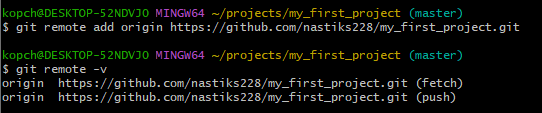 kopch@DESKTOP-52NDVJO MINGW64 ~/projects/my_first_project (master)
$ git remote add origin https://github.com/nastiks228/my_first_project.git
kopch@DESKTOP-52NDVJO MINGW64 ~/projects/my_first_project (master)
$ git remote -v
origin  https://github.com/nastiks228/my_first_project.git (fetch)
origin  https://github.com/nastiks228/my_first_project.git (push)